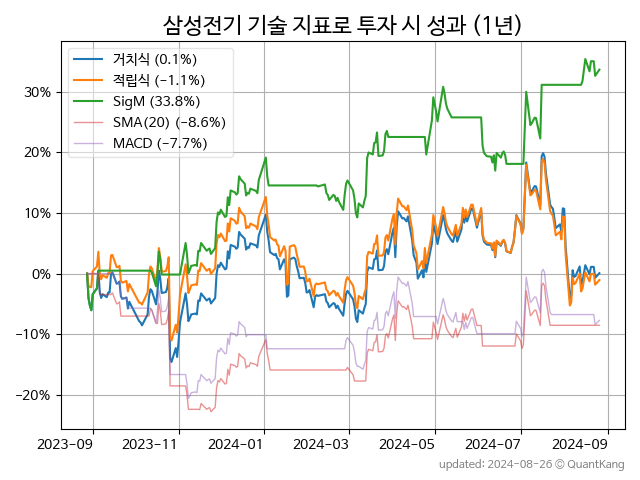 삼성전기 기술 지표로 투자 시 성과 (1년)
거치식 (0.1%)
적립식 (−1.1%)
SigM (33.8%)
SMA(20) (−8.6%)
MACD (−7.7%)
30%
20%
10%
0%
−10%
−20%
2023-09 2023-11 2024-01 2024-03 2024-05 2024-07 2024-09
updated: 2024-08-26 © QuantKang